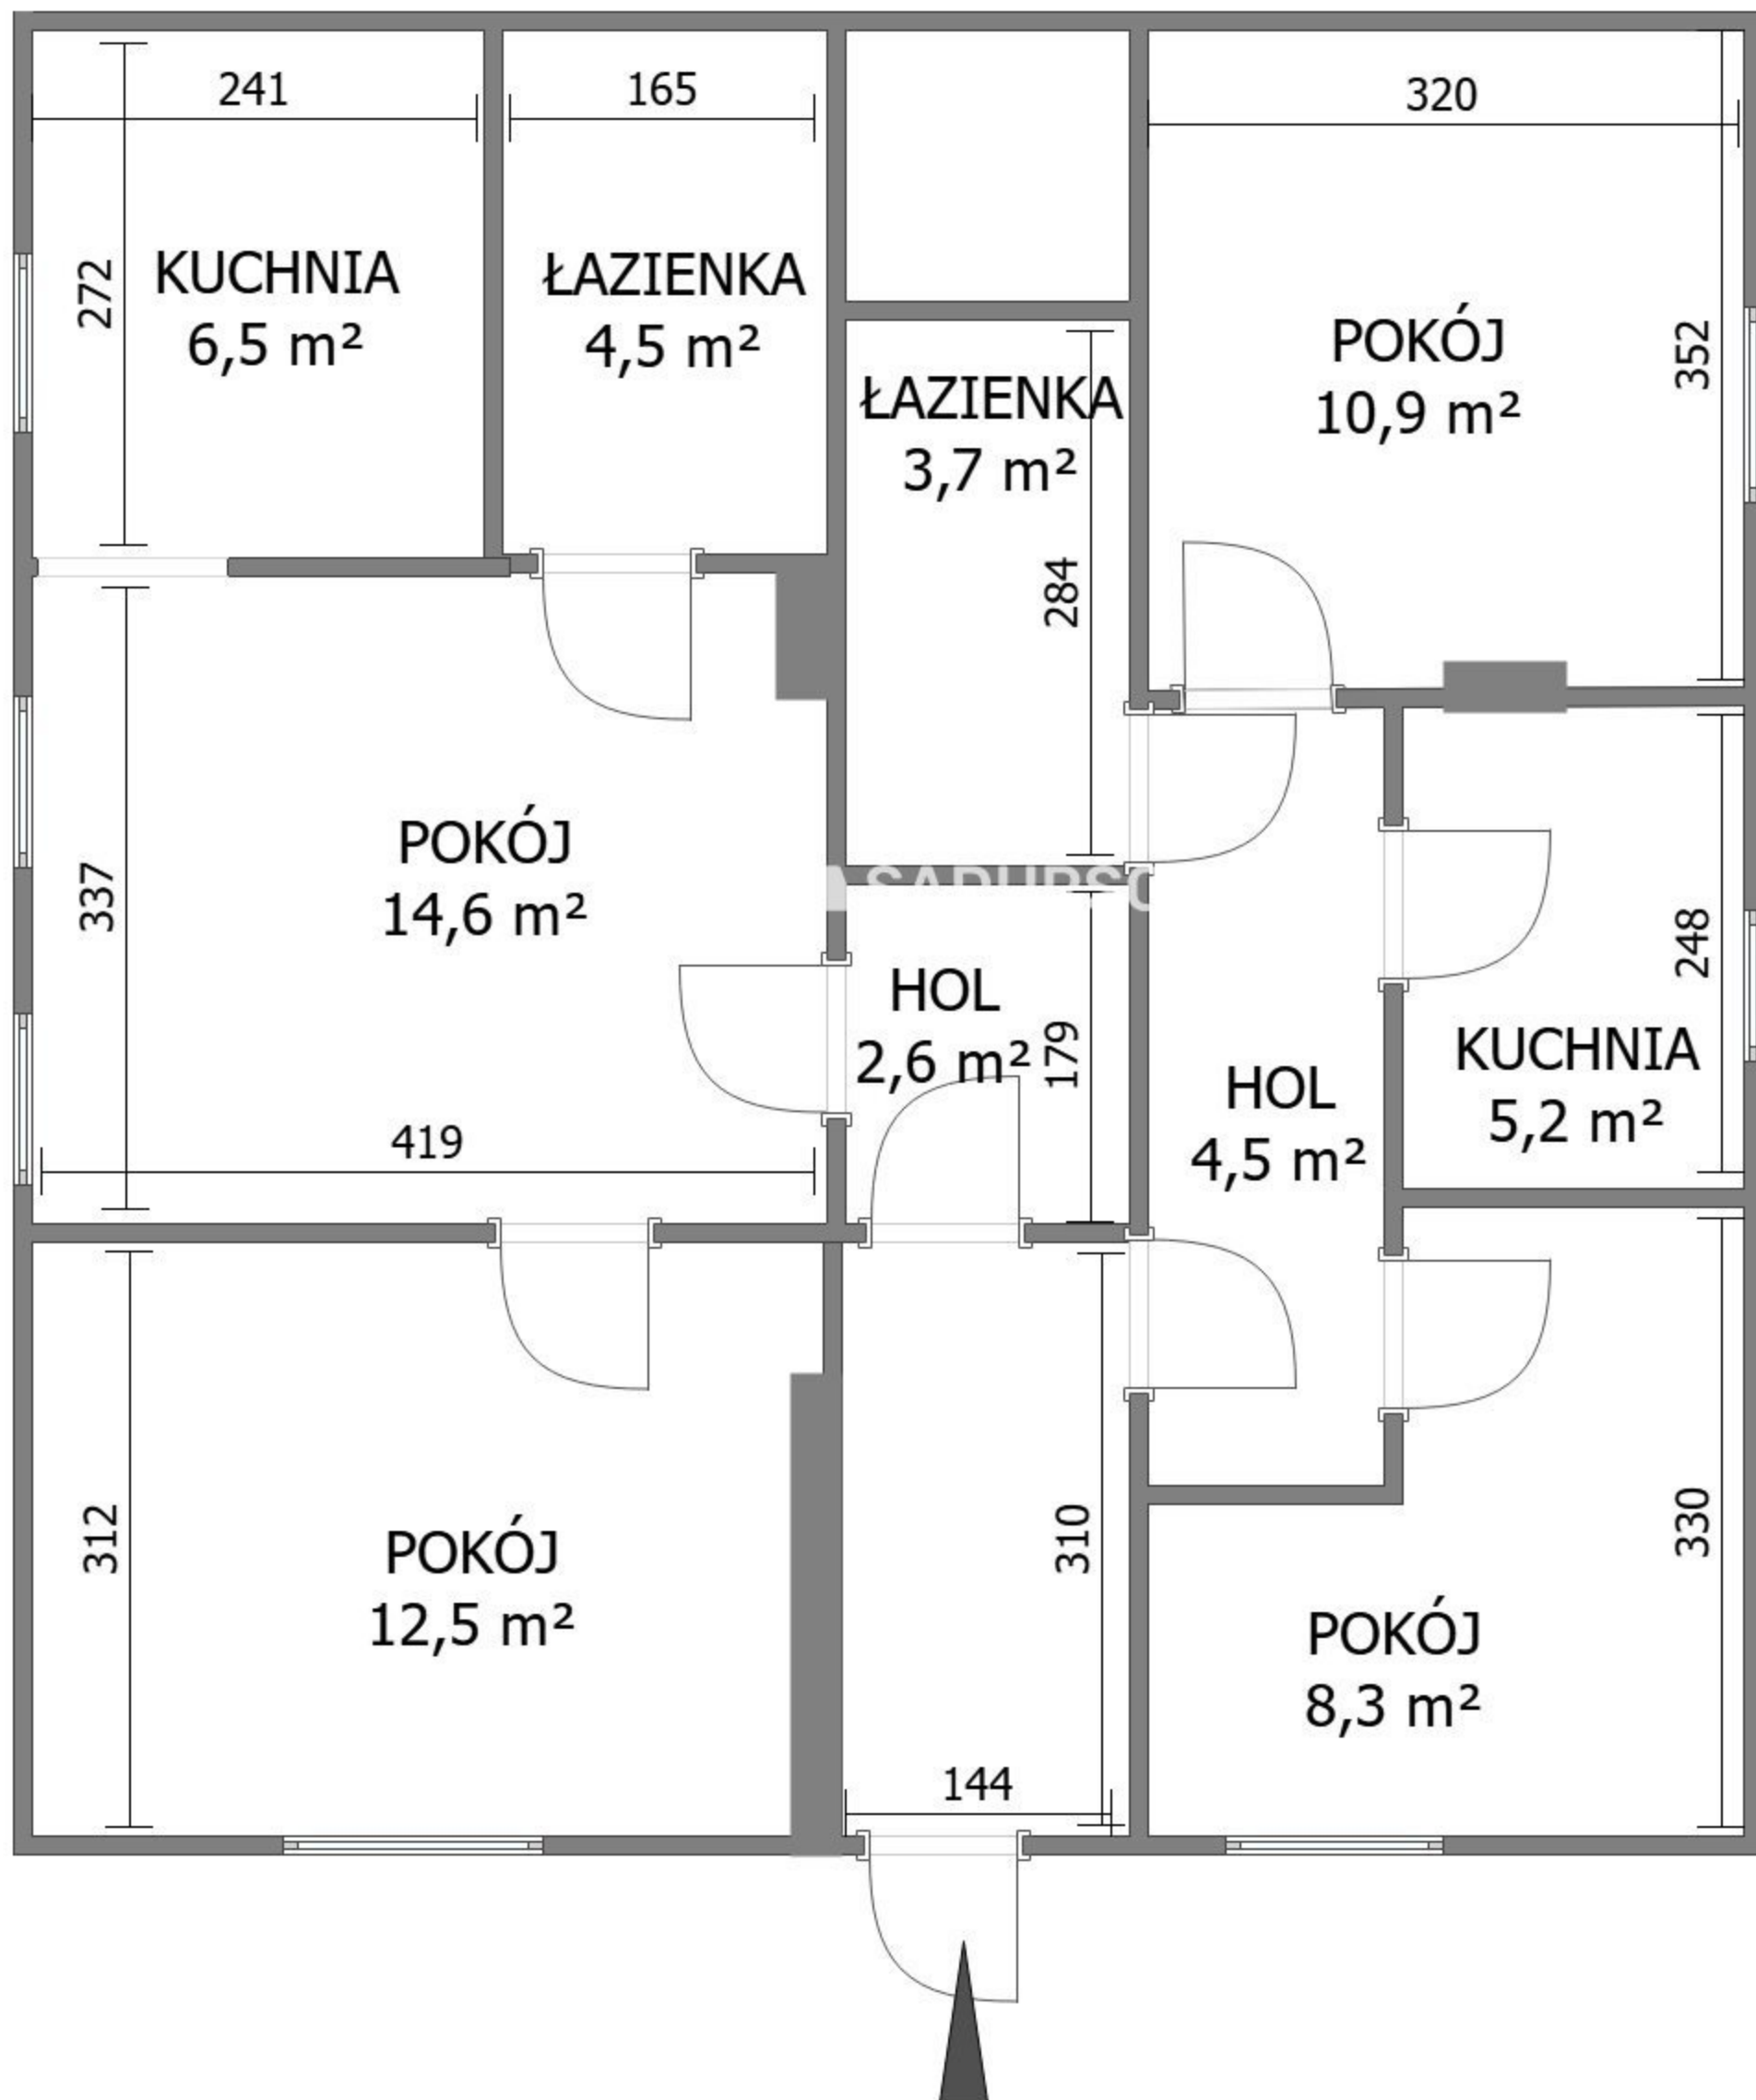 241
165
320
272
KUCHNIA
6,5 m²
ŁAZIENKA
4,5 m²
POKÓJ
10,9 m²
352
ŁAZIENKA
3,7 m²
284
POKÓJ
14,6 m²
337
419
HOL
2,6 m²
179
HOL
4,5 m²
248
KUCHNIA
5,2 m²
312
POKÓJ
12,5 m²
310
144
330
POKÓJ
8,3 m²